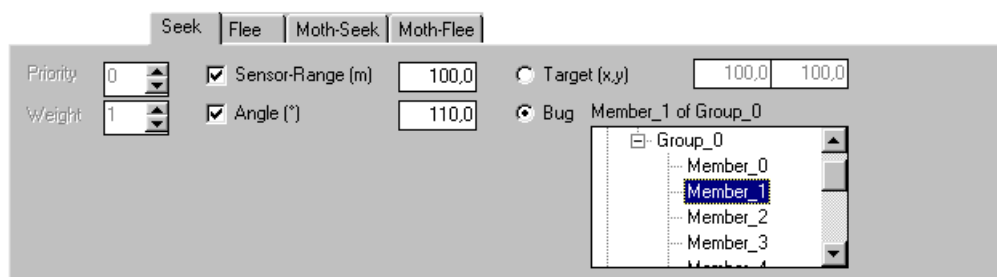 Seek Flee Moth-Seek Moth-Flee
Priority 0 Sensor-Range (m) 100,0 Target (x,y) 100,0 100,0
Weight 1 Angle (°) 110,0 Bug Member_1 of Group_0
Group_0
Member_0
Member_1
Member_2
Member_3